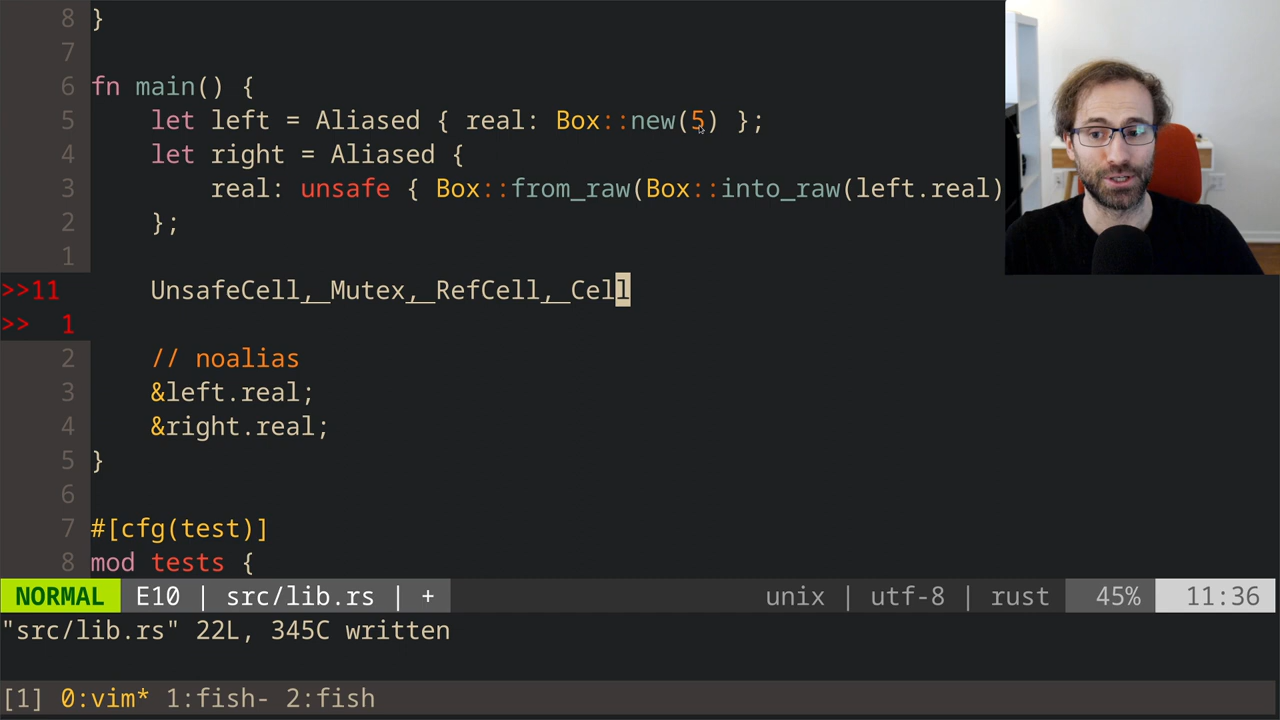 8 }
7
6 fn main() {
5     let left = Aliased { real: Box::new(5) };
4     let right = Aliased {
3         real: unsafe { Box::from_raw(Box::into_raw(left.real)
2     };
1
>>11     UnsafeCell, Mutex, RefCell, Cell
>> 1
2     // noalias
3     &left.real;
4     &right.real;
5 }
6
7 #[cfg(test)]
8 mod tests {
NORMAL E10 | src/lib.rs | + unix | utf-8 | rust 45% 11:36
"src/lib.rs" 22L, 345C written
[1] 0:vim* 1:fish- 2:fish